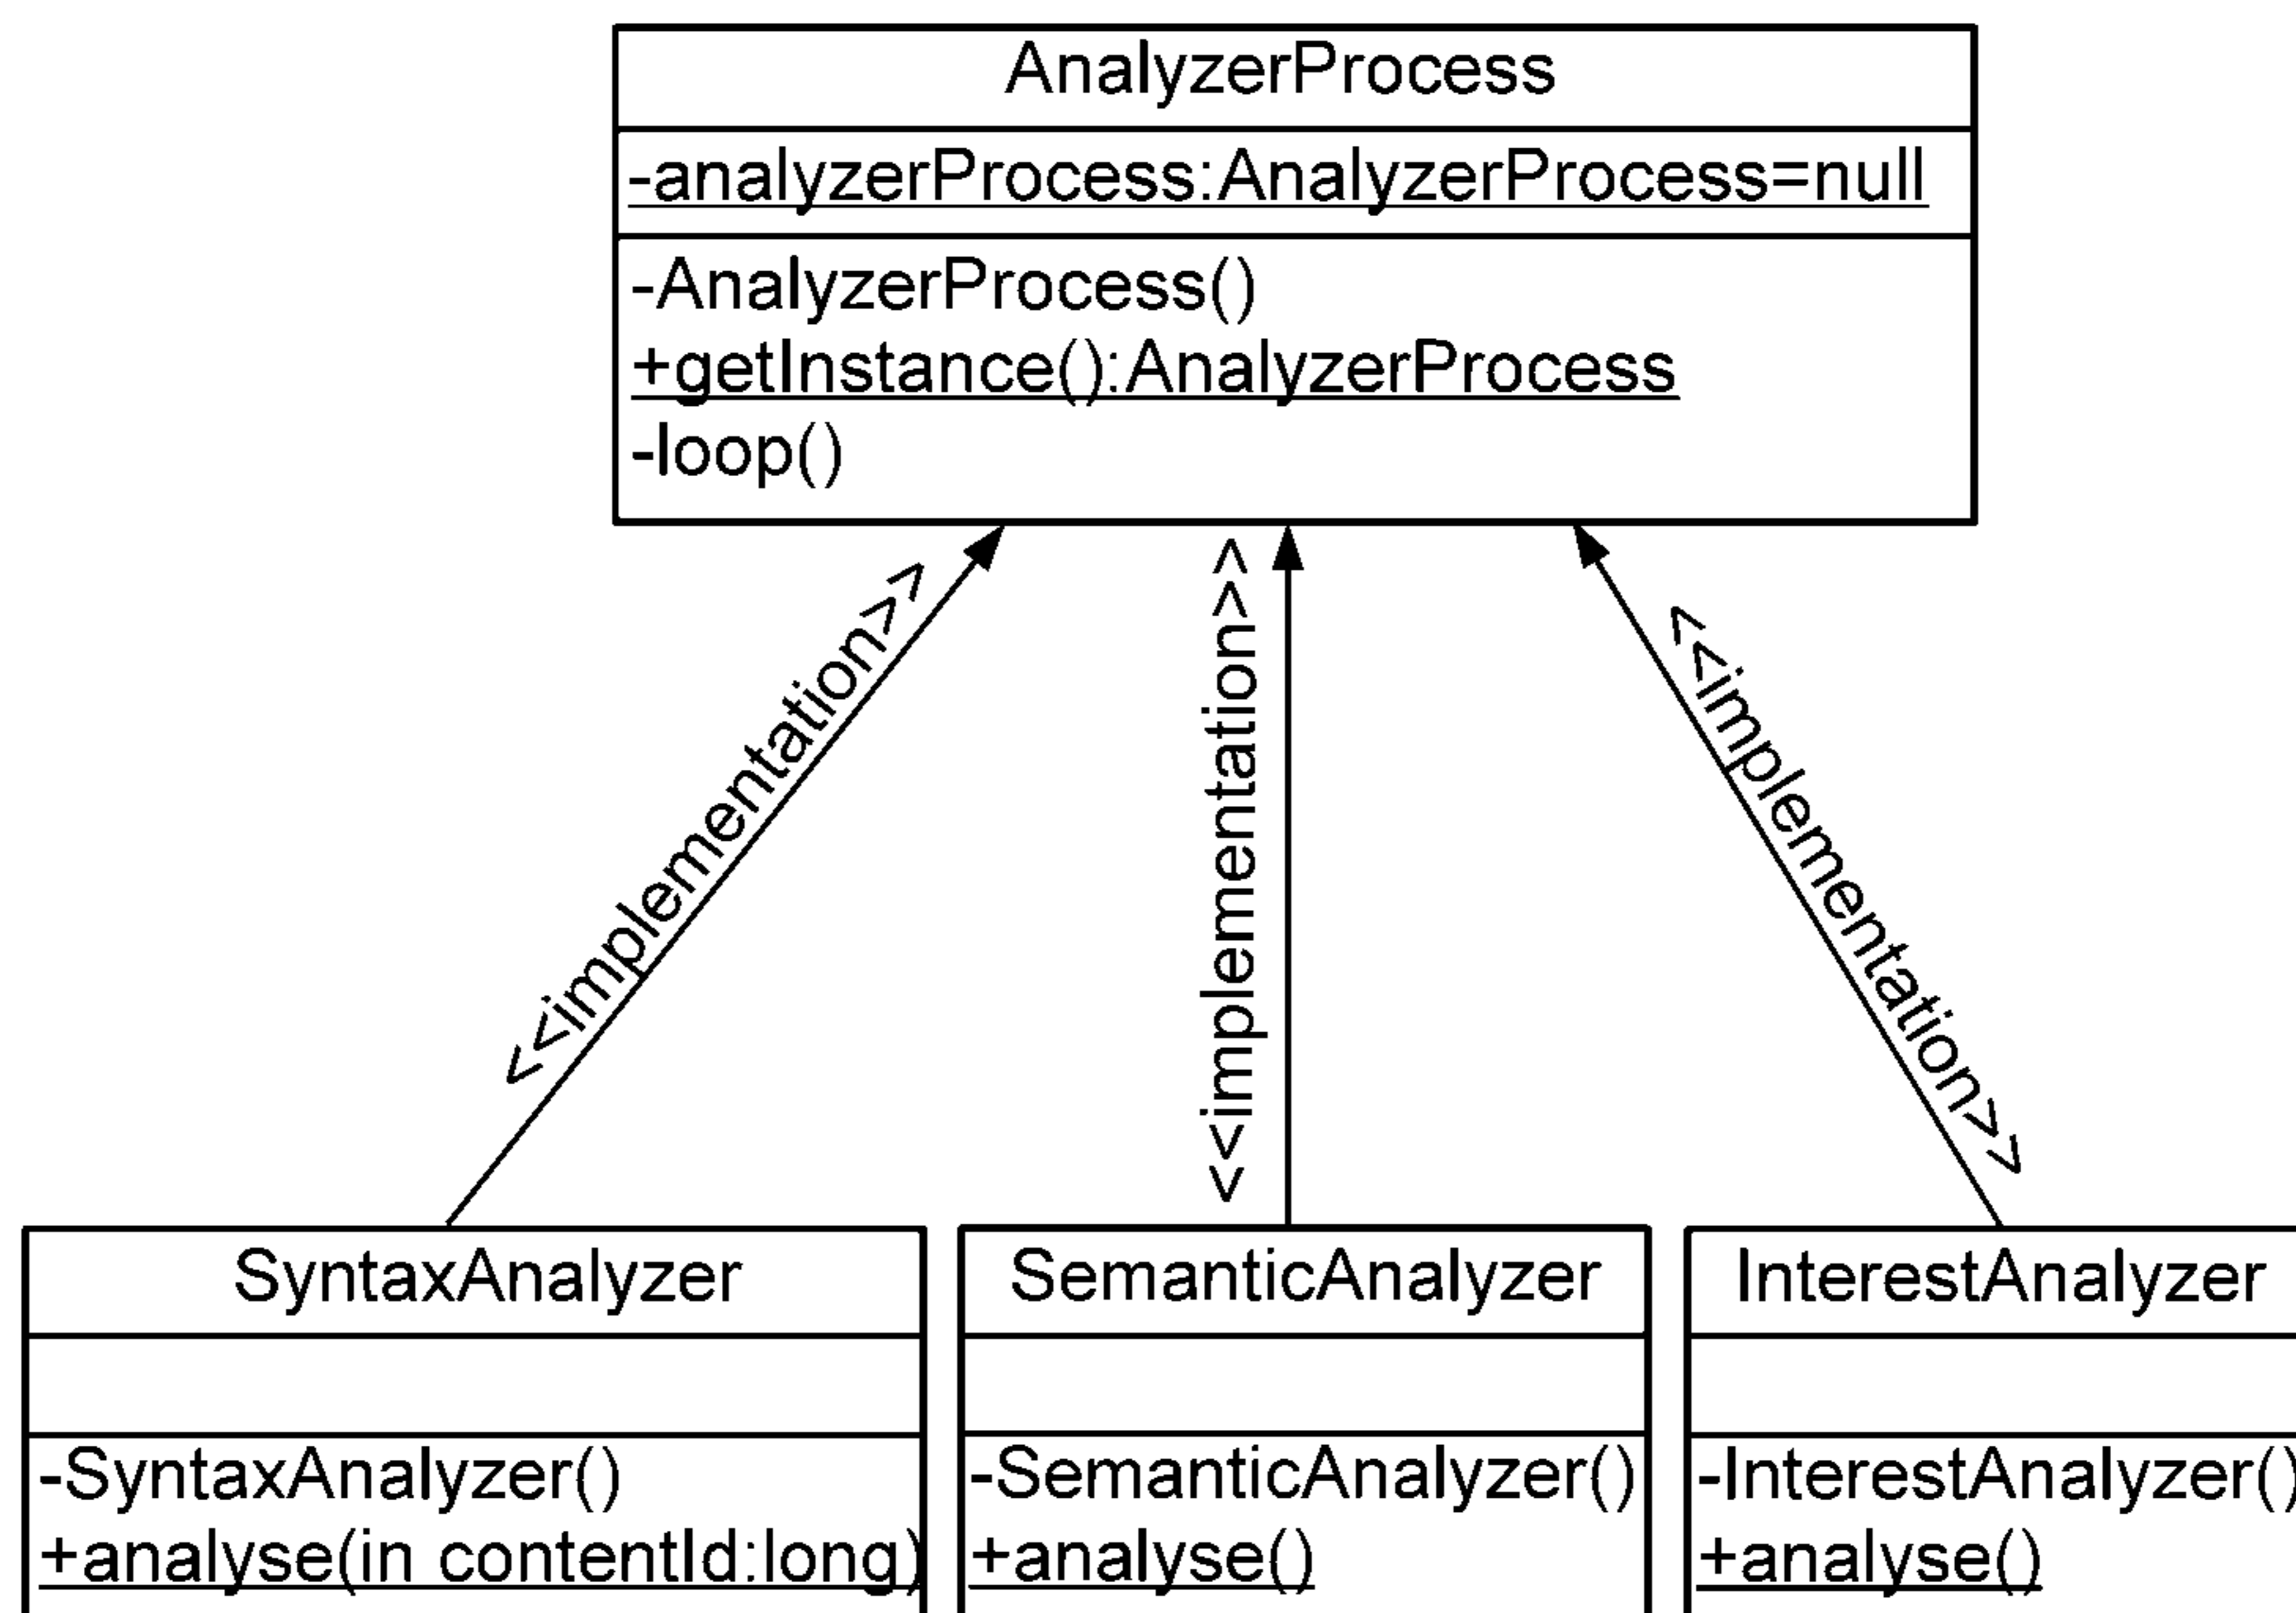 AnalyzerProcess
-analyzerProcess:AnalyzerProcess=null
-AnalyzerProcess()
+getInstance():AnalyzerProcess
-loop()
<<implementation>>
<<implementation>>
<<implementation>>
SyntaxAnalyzer
-SyntaxAnalyzer()
+analyse(in contentId:long)
SemanticAnalyzer
-SemanticAnalyzer()
+analyse()
InterestAnalyzer
-InterestAnalyzer()
+analyse()